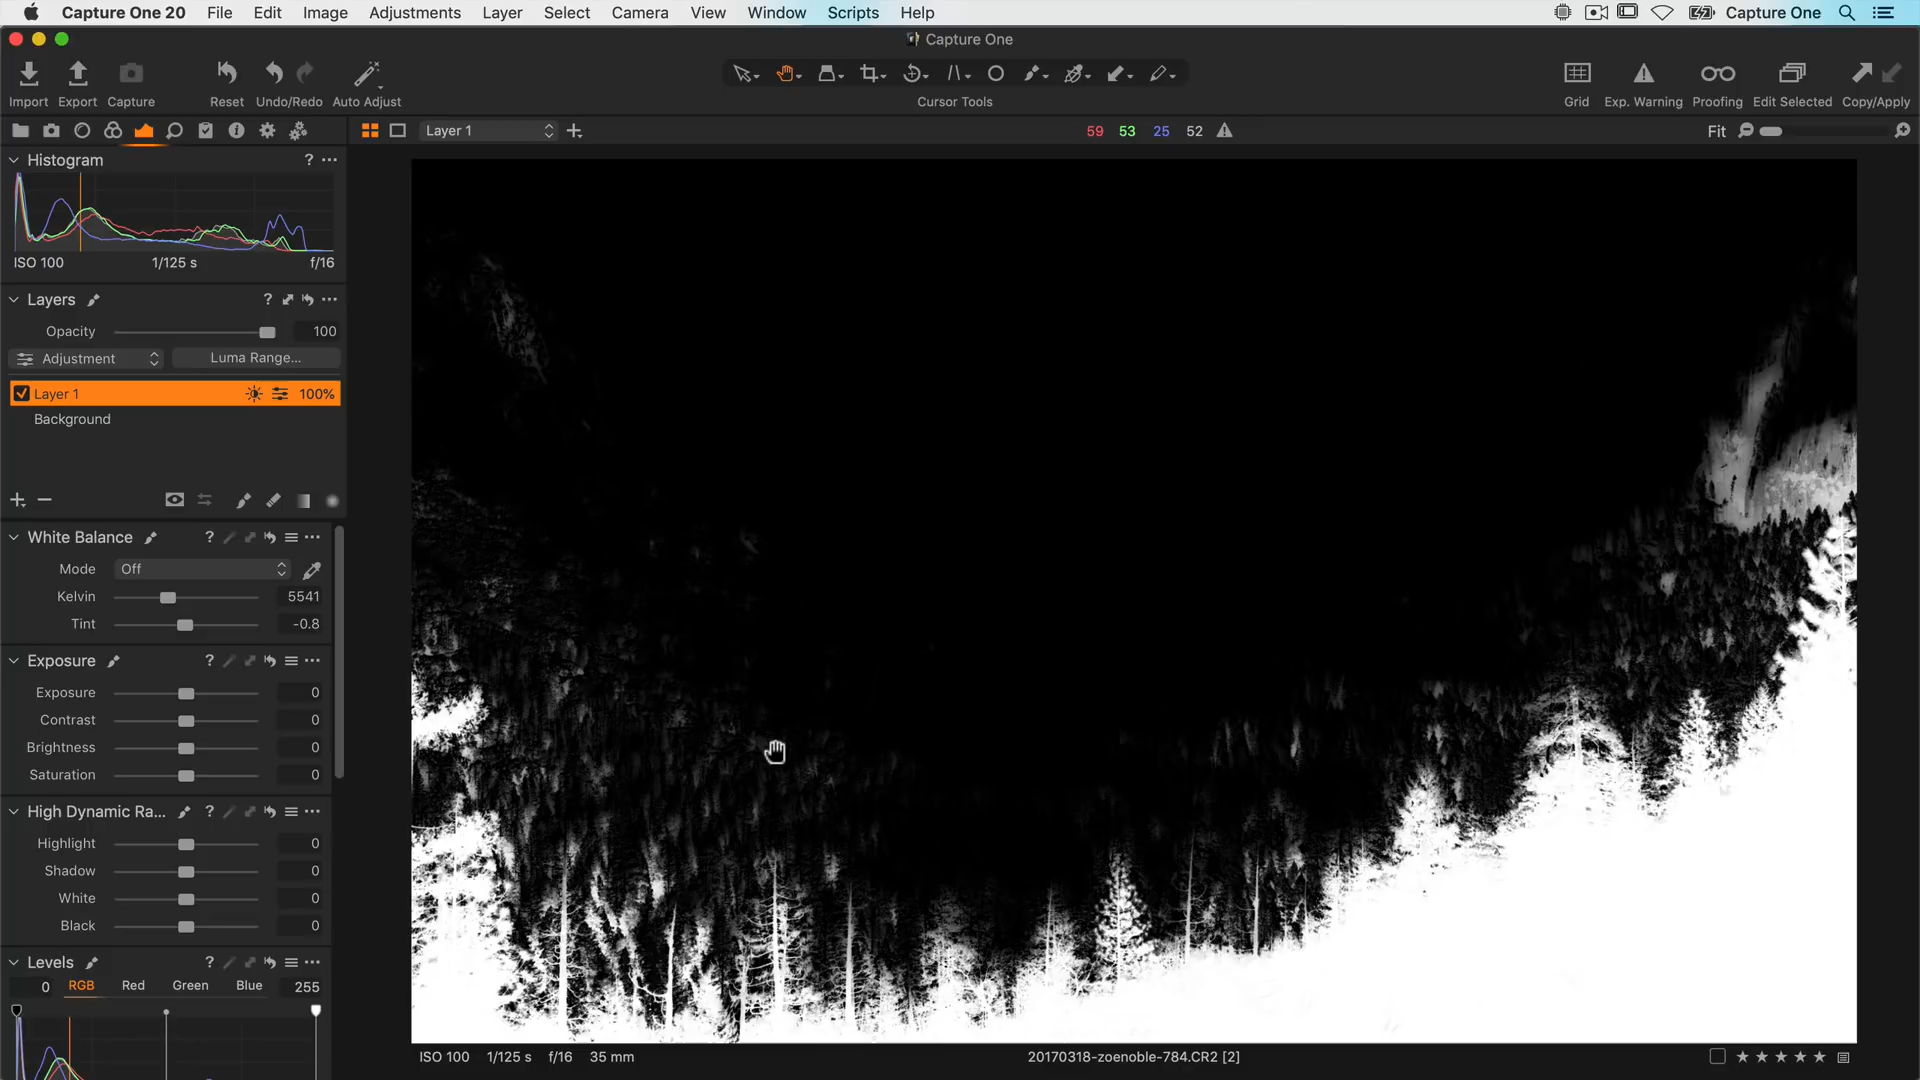 Capture One 20 File Edit Image Adjustments Layer Select Camera View Window Scripts Help Capture One
Capture One
Import Export Capture Reset Undo/Redo Auto Adjust Cursor Tools Grid Exp. Warning Proofing Edit Selected Copy/Apply
Layer 1 59 53 25 52 Fit
Histogram ?
ISO 100 1/125 s f/16
Layers ?
Opacity 100
Adjustment Luma Range...
Layer 1 100%
Background
White Balance ?
Mode Off
Kelvin 5541
Tint -0.8
Exposure ?
Exposure 0
Contrast 0
Brightness 0
Saturation 0
High Dynamic Ra... ?
Highlight 0
Shadow 0
White 0
Black 0
Levels ?
0 RGB Red Green Blue 255
ISO 100 1/125 s f/16 35 mm 20170318-zoenoble-784.CR2 [2]